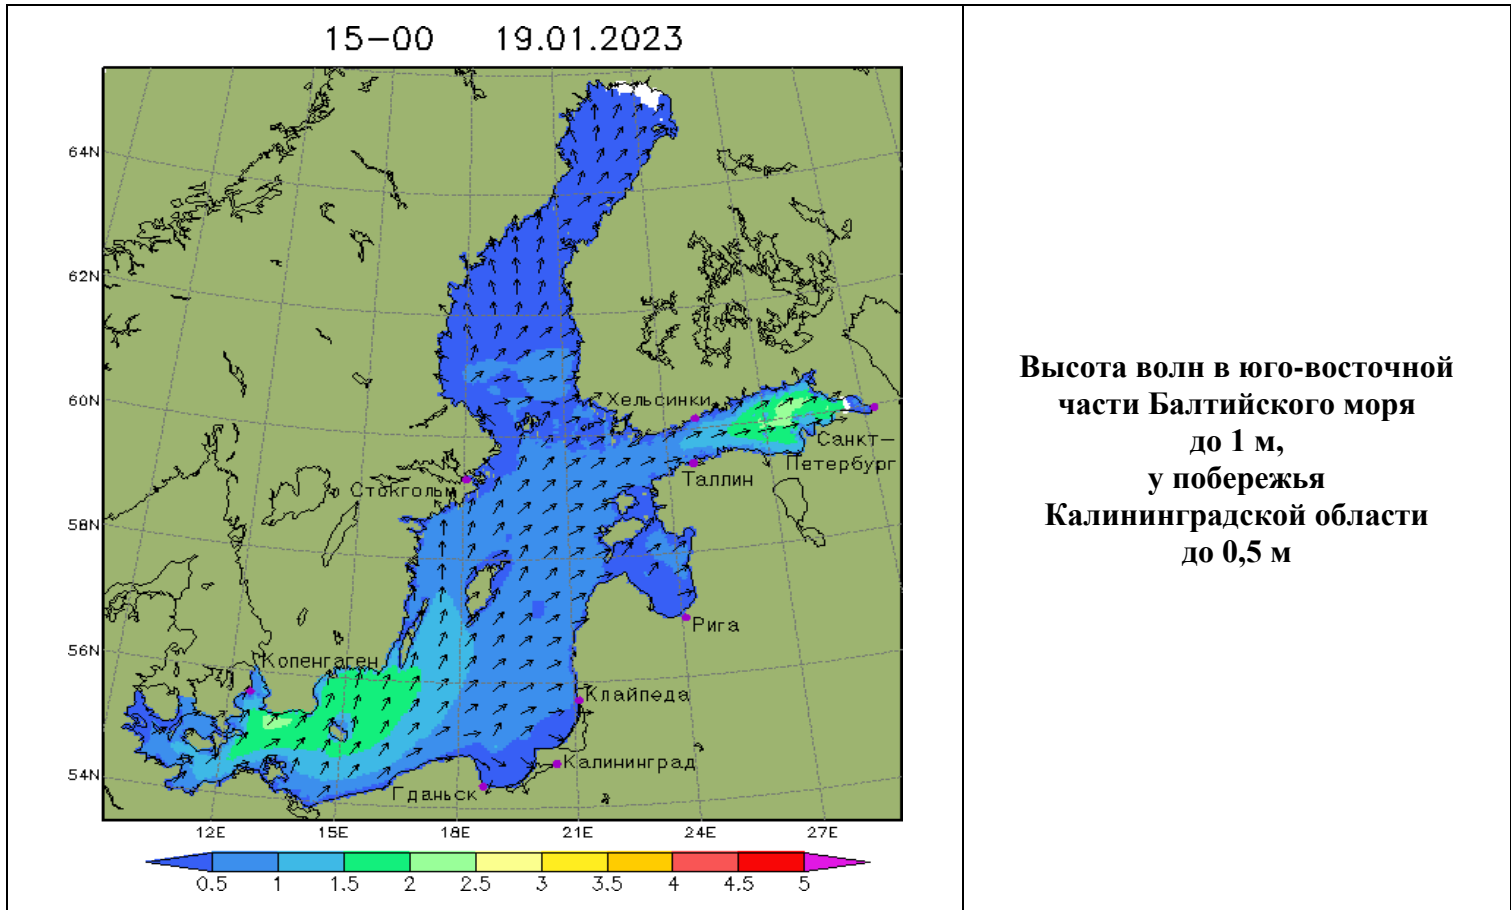 15-00 19.01.2023
64N
62N
60N
58N
56N
54N
Хельсинки
Санкт-
Петербург
Таллин
Стокгольм
Рига
Копенгаген
Клайпеда
Калининград
Гданьск
12E 15E 18E 21E 24E 27E
0.5 1 1.5 2 2.5 3 3.5 4 4.5 5
Высота волн в юго-восточной
части Балтийского моря
до 1 м,
у побережья
Калининградской области
до 0,5 м